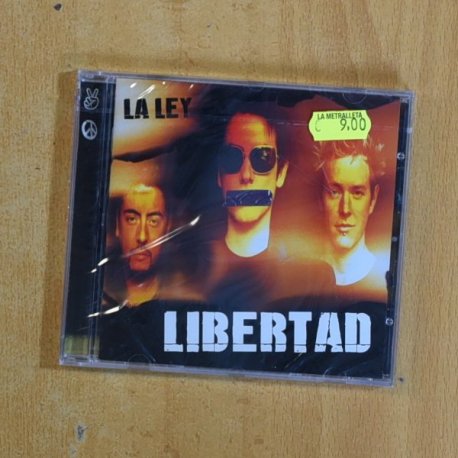 LA LEY
LA METRALLETA
€ 9,00
LIBERTAD